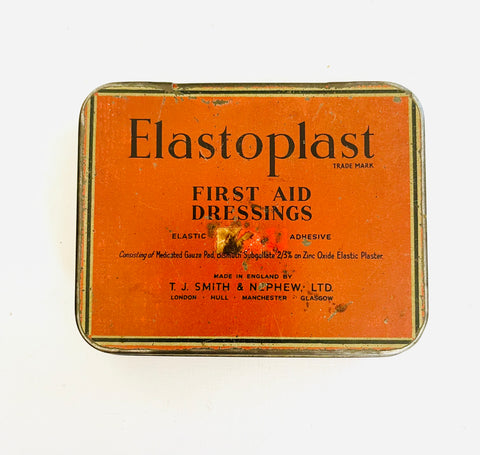 Elastoplast
TRADE MARK
FIRST AID
DRESSINGS
ELASTIC ADHESIVE
Consisting of Medicated Gauze Pad, Bismuth Subgallate 2/3% on Zinc Oxide Elastic Plaster.
MADE IN ENGLAND BY
T. J. SMITH & NEPHEW, LTD.
LONDON · HULL · MANCHESTER · GLASGOW